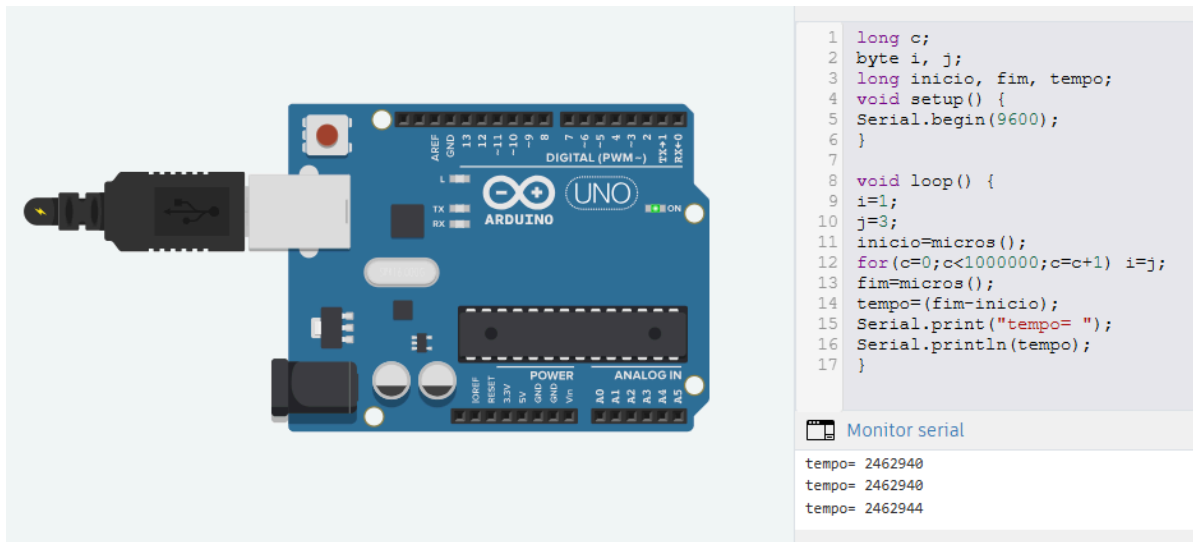 AREF
GND
13
12
~11
~10
~9
8
7
~6
~5
4
~3
2
TX→1
RX←0
DIGITAL (PWM~)
L
TX
RX
ARDUINO
UNO
ON
POWER
ANALOG IN
IOREF
RESET
3.3V
5V
GND
GND
Vin
A0
A1
A2
A3
A4
A5
1 long c;
2 byte i, j;
3 long inicio, fim, tempo;
4 void setup() {
5 Serial.begin(9600);
6 }
7
8 void loop() {
9 i=1;
10 j=3;
11 inicio=micros();
12 for(c=0;c<1000000;c=c+1) i=j;
13 fim=micros();
14 tempo=(fim-inicio);
15 Serial.print("tempo= ");
16 Serial.println(tempo);
17 }
Monitor serial
tempo= 2462940
tempo= 2462940
tempo= 2462944